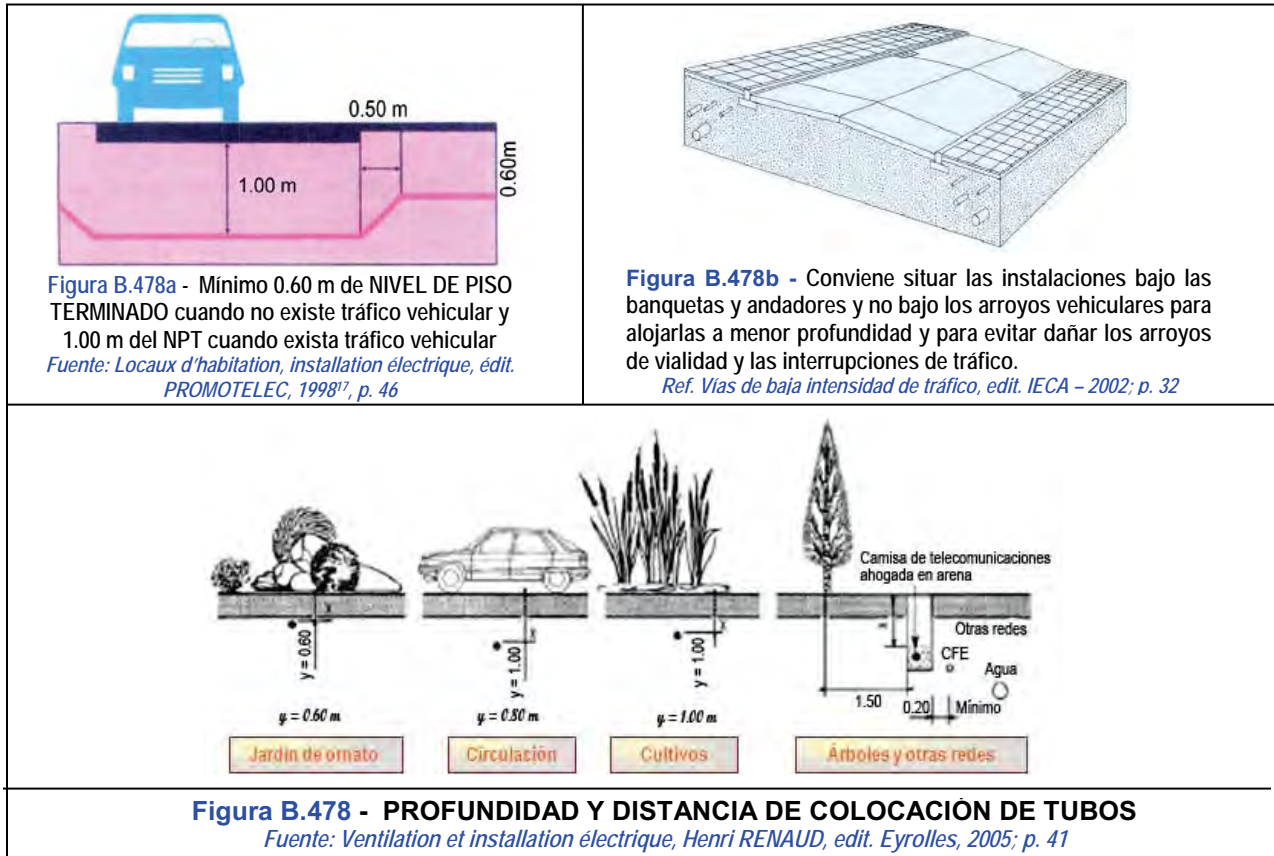 0.50 m
1.00 m
0.60m
Figura B.478a - Mínimo 0.60 m de NIVEL DE PISO
TERMINADO cuando no existe tráfico vehicular y
1.00 m del NPT cuando exista tráfico vehicular
Fuente: Locaux d’habitation, installation électrique, édit.
PROMOTELEC, 1998¹⁷, p. 46
Figura B.478b - Conviene situar las instalaciones bajo las
banquetas y andadores y no bajo los arroyos vehiculares para
alojarlas a menor profundidad y para evitar dañar los arroyos
de vialidad y las interrupciones de tráfico.
Ref. Vías de baja intensidad de tráfico, edit. IECA – 2002; p. 32
Camisa de telecomunicaciones
ahogada en arena
Otras redes
CFE
Agua
y = 0.60
y = 1.00
y = 1.00
1.50
0.20
Mínimo
y = 0.60 m
y = 0.80 m
y = 1.00 m
Jardín de ornato
Circulación
Cultivos
Árboles y otras redes
Figura B.478 - PROFUNDIDAD Y DISTANCIA DE COLOCACIÓN DE TUBOS
Fuente: Ventilation et installation électrique, Henri RENAUD, edit. Eyrolles, 2005; p. 41